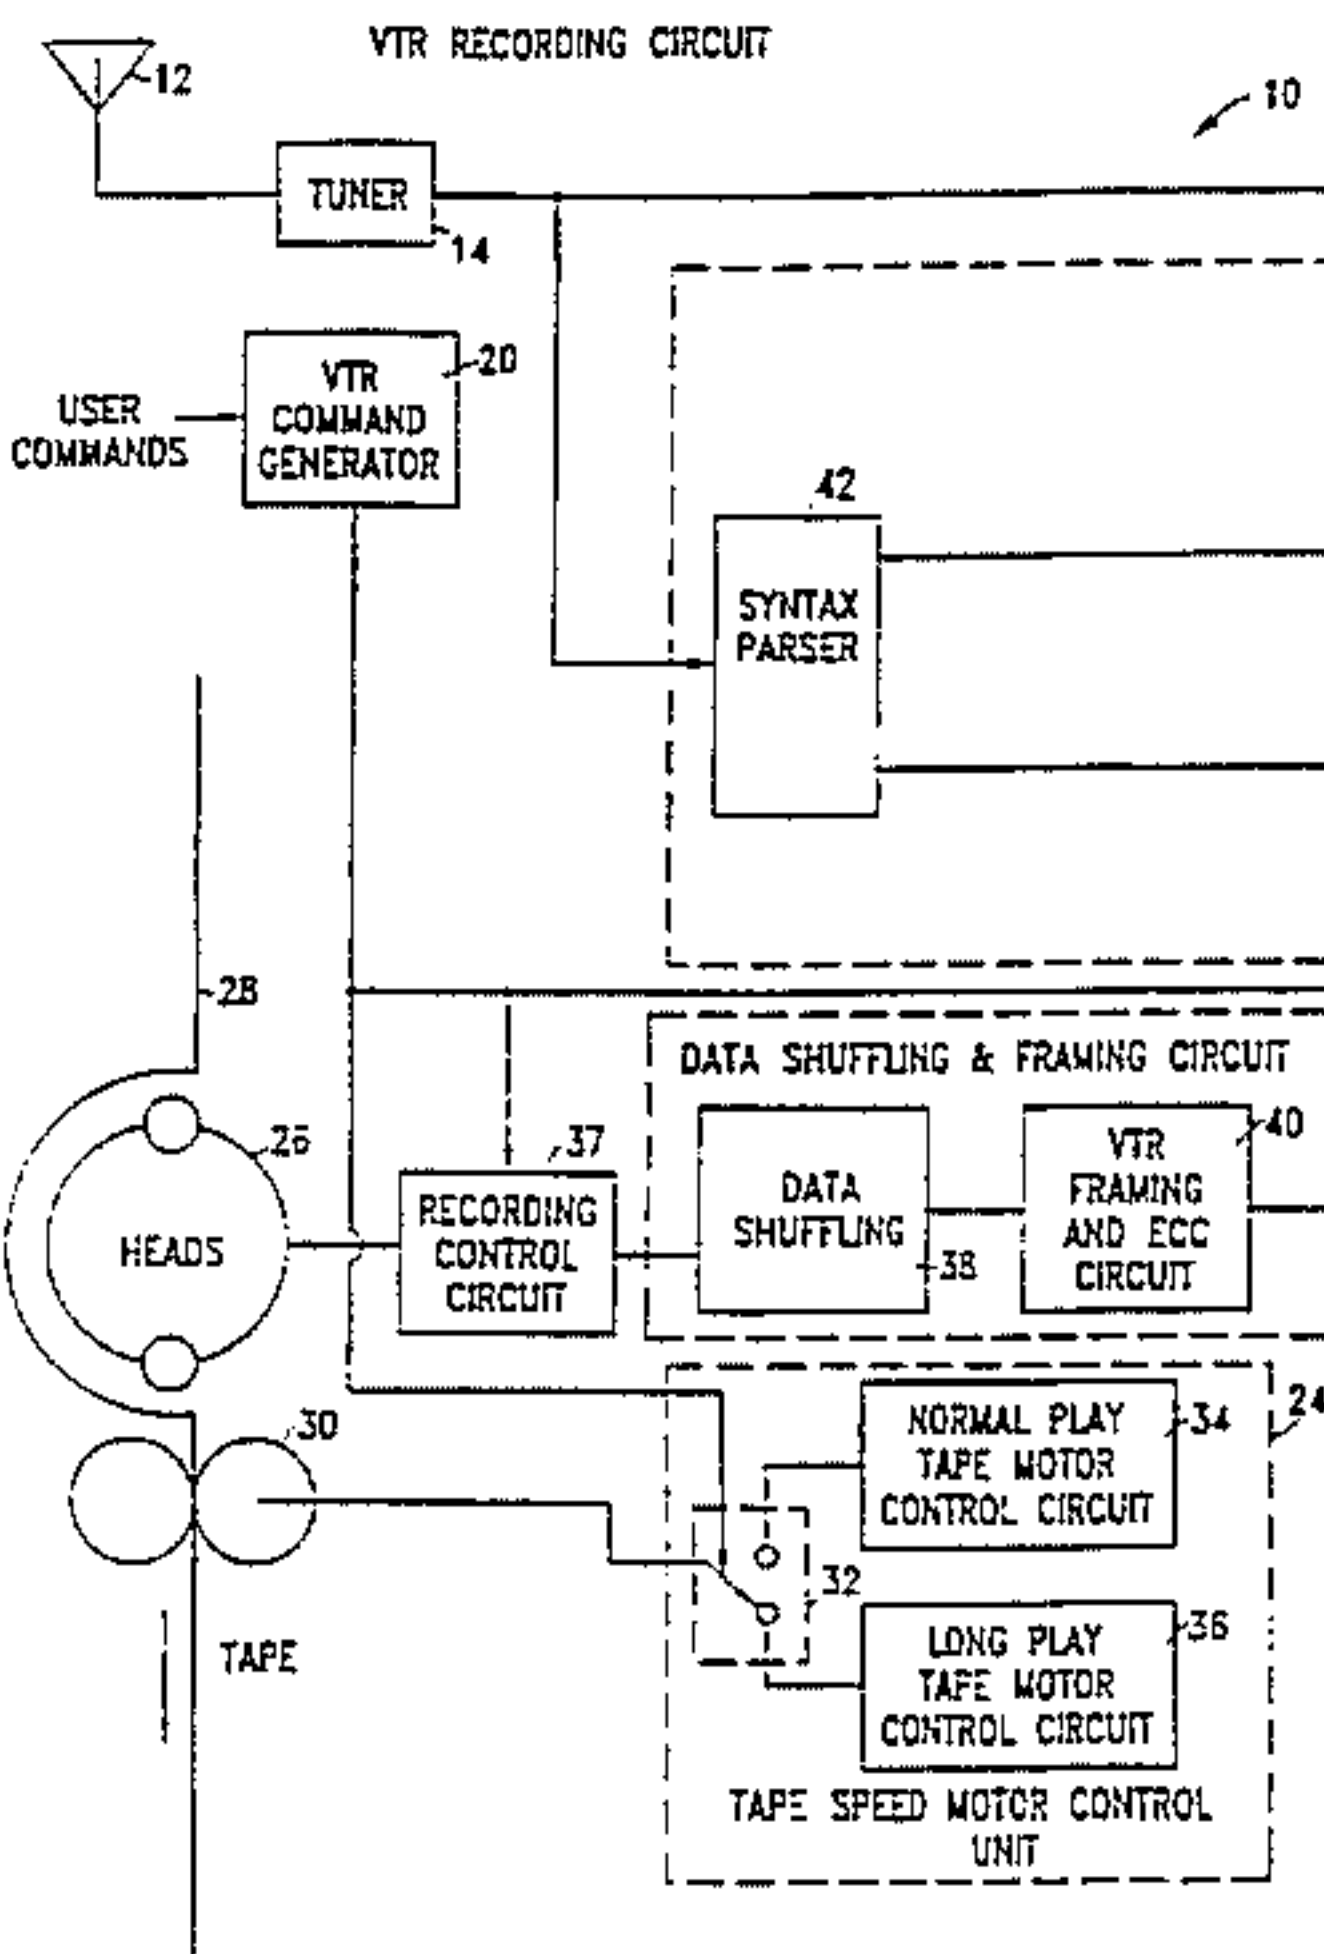 VTR RECORDING CIRCUIT
12
10
TUNER
14
20
VTR
COMMAND
GENERATOR
USER
COMMANDS
42
SYNTAX
PARSER
28
DATA SHUFFLING & FRAMING CIRCUIT
26
37
40
HEADS
RECORDING
CONTROL
CIRCUIT
DATA
SHUFFLING
38
VTR
FRAMING
AND ECC
CIRCUIT
30
NORMAL PLAY
TAPE MOTOR
CONTROL CIRCUIT
34
24
32
LONG PLAY
TAPE MOTOR
CONTROL CIRCUIT
36
TAPE
TAPE SPEED MOTOR CONTROL
UNIT